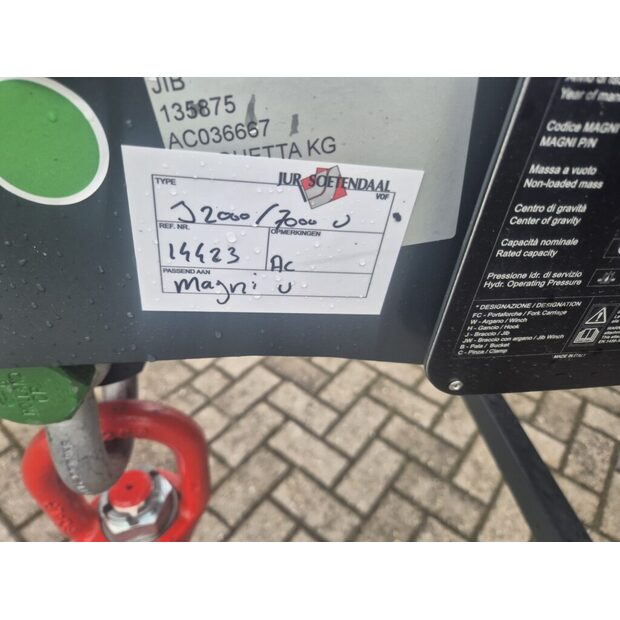 JIB
135875
AC036667
HETTA KG
JUR SOETENDAAL
VOF
TYPE
J2000/7000 U
REF. NR.
14423
OPMERKINGEN
AC
PASSEND AAN
Magni U
Year of man
Codice MAGNI
MAGNI P/N
Massa a vuoto
Non-loaded mass
Centro di gravità
Center of gravity
Capacità nominale
Rated capacity
Pressione idr. di servizio
Hydr. Operating Pressure
* DESIGNAZIONE / DESIGNATION
FC - Portaforche / Fork Carriage
W - Argano / Winch
H - Gancio / Hook
J - Braccio / Jib
JW - Braccio con argano / Jib Winch
B - Pala / Bucket
C - Pinza / Clamp
MADE IN ITALY